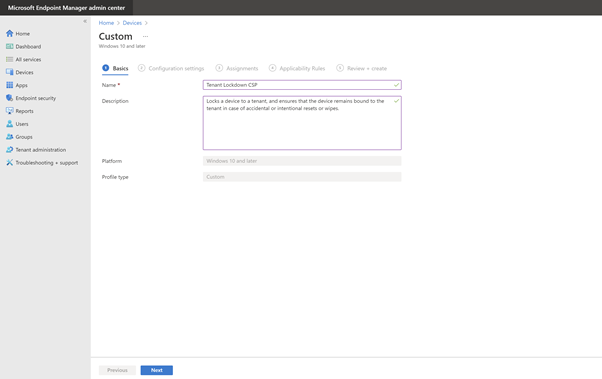 Microsoft Endpoint Manager admin center
«
Home > Devices >
Home
Dashboard
All services
Devices
Apps
Endpoint security
Reports
Users
Groups
Tenant administration
Troubleshooting + support
Custom ...
Windows 10 and later
1 Basics 2 Configuration settings 3 Assignments 4 Applicability Rules 5 Review + create
Name * Tenant Lockdown CSP
Description Locks a device to a tenant, and ensures that the device remains bound to the
tenant in case of accidental or intentional resets or wipes.
Platform Windows 10 and later
Profile type Custom
Previous Next